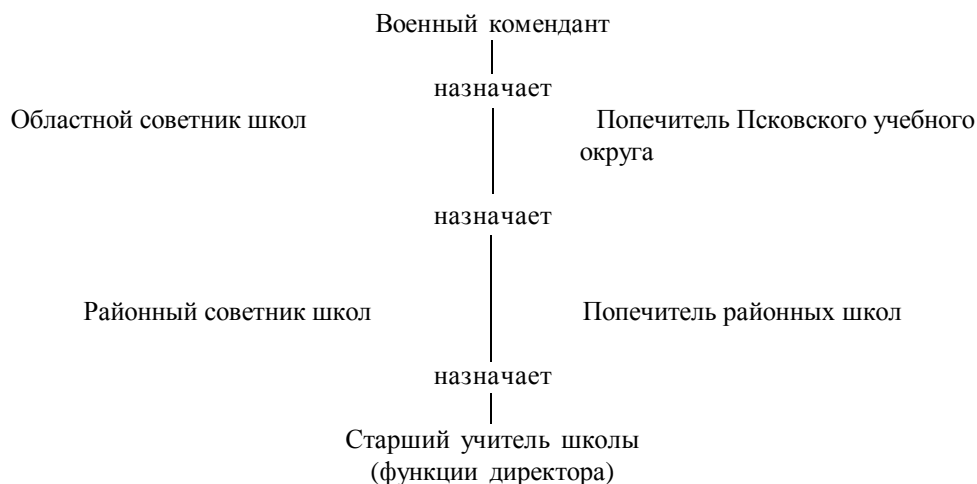 Военный комендант
назначает
Областной советник школ
Попечитель Псковского учебного
округа
назначает
Районный советник школ
Попечитель районных школ
назначает
Старший учитель школы
(функции директора)